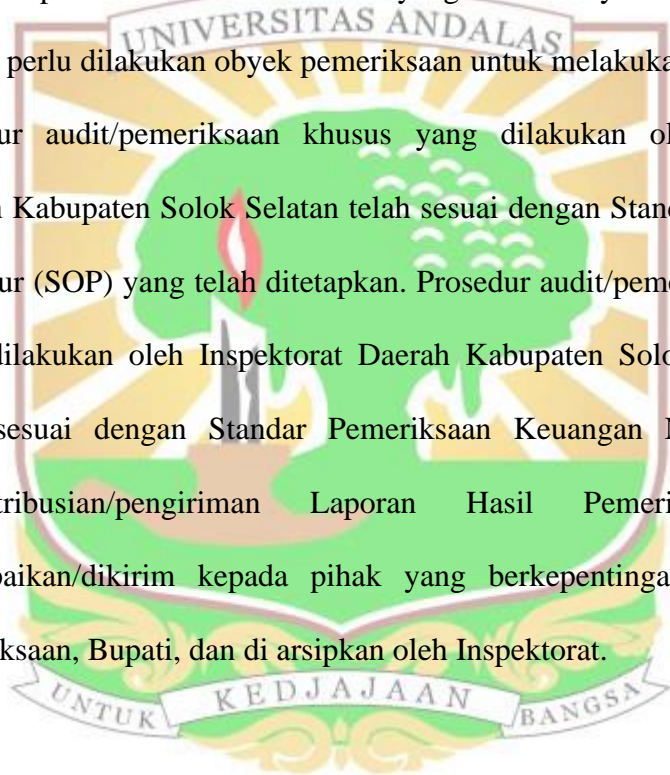 UNIVERSITAS ANDALAS
perlu dilakukan obyek pemeriksaan untuk melakuka
ur audit/pemeriksaan khusus yang dilakukan ol
Kabupaten Solok Selatan telah sesuai dengan Stand
ur (SOP) yang telah ditetapkan. Prosedur audit/peme
dilakukan oleh Inspektorat Daerah Kabupaten Solo
sesuai dengan Standar Pemeriksaan Keuangan
tribusian/pengiriman Laporan Hasil Pemeri
paikan/dikirim kepada pihak yang berkepentinga
ksaan, Bupati, dan di arsipkan oleh Inspektorat.
UNTUK KEDJAJAAN BANGSA